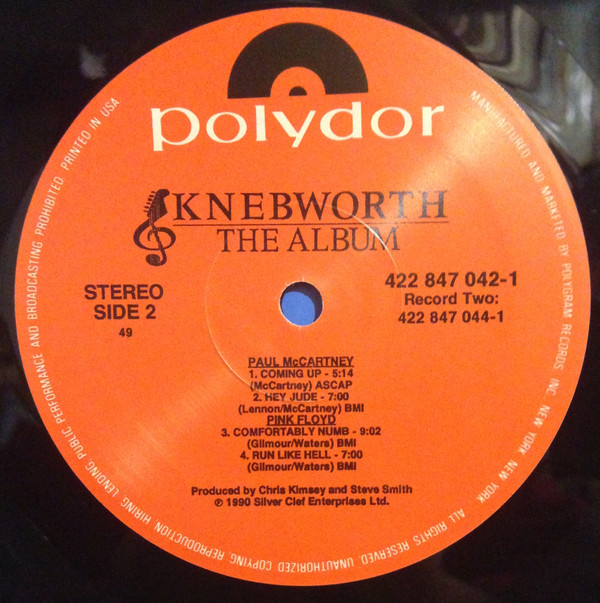 polydor
KNEBWORTH
THE ALBUM
STEREO
SIDE 2
49
422 847 042-1
Record Two:
422 847 044-1
PAUL McCARTNEY
1. COMING UP - 5:14
(McCartney) ASCAP
2. HEY JUDE - 7:00
(Lennon/McCartney) BMI
PINK FLOYD
3. COMFORTABLY NUMB - 9:02
(Gilmour/Waters) BMI
4. RUN LIKE HELL - 7:00
(Gilmour/Waters) BMI
Produced by Chris Kimsey and Steve Smith
℗ 1990 Silver Clef Enterprises Ltd.
MANUFACTURED AND MARKETED BY POLYGRAM RECORDS, INC. NEW YORK, NEW YORK. ALL RIGHTS RESERVED. UNAUTHORIZED COPYING, REPRODUCTION HIRING, LENDING, PUBLIC PERFORMANCE AND BROADCASTING PROHIBITED. PRINTED IN USA